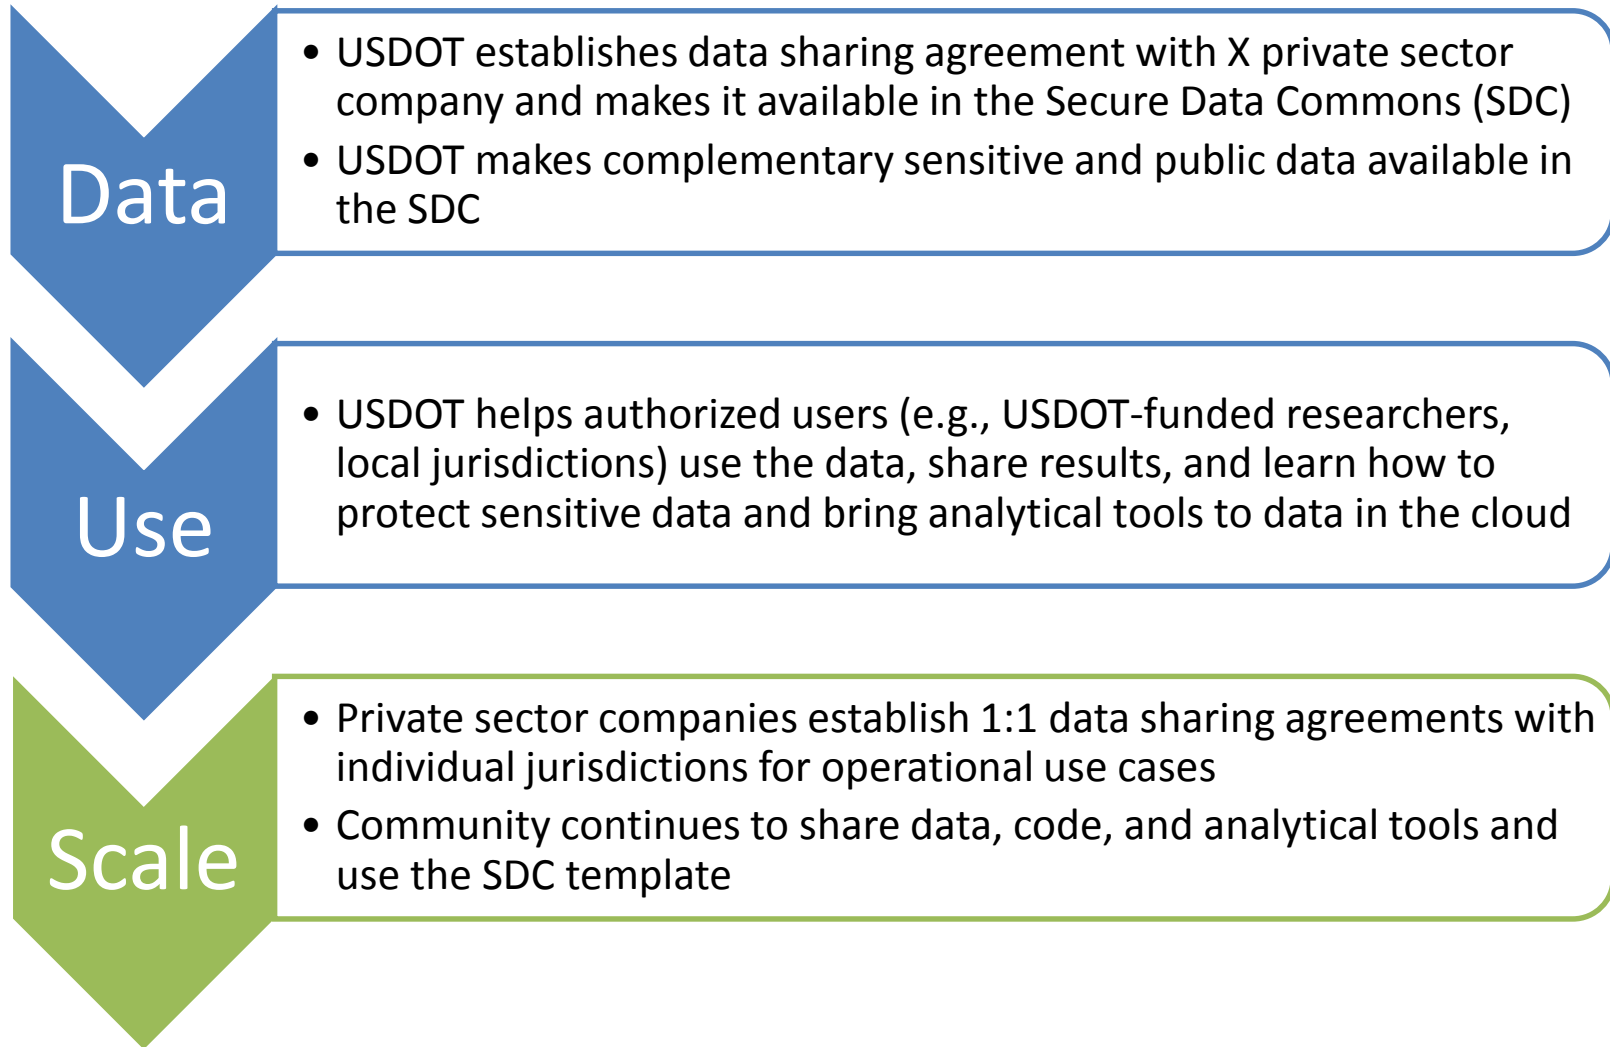 Data
• USDOT establishes data sharing agreement with X private sector
company and makes it available in the Secure Data Commons (SDC)
• USDOT makes complementary sensitive and public data available in
the SDC
Use
• USDOT helps authorized users (e.g., USDOT-funded researchers,
local jurisdictions) use the data, share results, and learn how to
protect sensitive data and bring analytical tools to data in the cloud
Scale
• Private sector companies establish 1:1 data sharing agreements with
individual jurisdictions for operational use cases
• Community continues to share data, code, and analytical tools and
use the SDC template